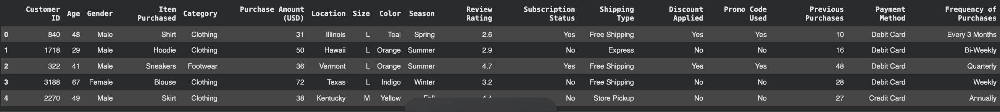 Customer ID Age Gender Item Purchased Category Purchase Amount (USD) Location Size Color Season Review Rating Subscription Status Shipping Type Discount Applied Promo Code Used Previous Purchases Payment Method Frequency of Purchases
0 840 48 Male Shirt Clothing 31 Illinois L Teal Spring 2.6 Yes Free Shipping Yes Yes 10 Debit Card Every 3 Months
1 1718 29 Male Hoodie Clothing 50 Hawaii L Orange Summer 2.9 No Express No No 16 Debit Card Bi-Weekly
2 322 41 Male Sneakers Footwear 36 Vermont L Orange Summer 4.7 Yes Free Shipping Yes Yes 48 Debit Card Quarterly
3 3188 67 Female Blouse Clothing 72 Texas L Indigo Winter 3.2 No Free Shipping No No 28 Debit Card Weekly
4 2270 49 Male Skirt Clothing 38 Kentucky M Yellow No Store Pickup No No 27 Credit Card Annually